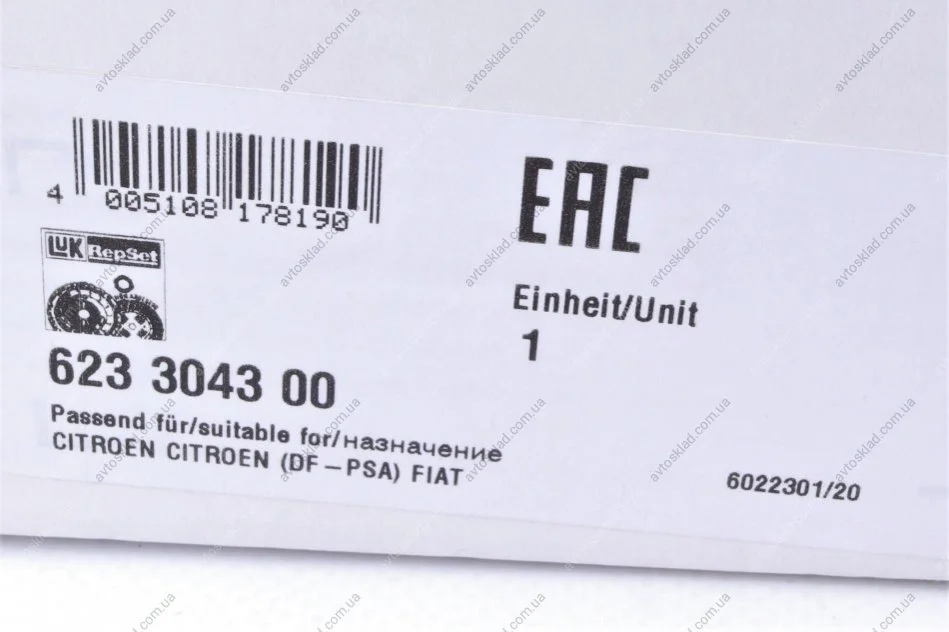 4 005108 178190
EAC
LUK RepSet
Einheit/Unit
1
623 3043 00
Passend für/suitable for/назначение
CITROEN CITROEN (DF-PSA) FIAT
6022301/20
avtosklad.com.ua